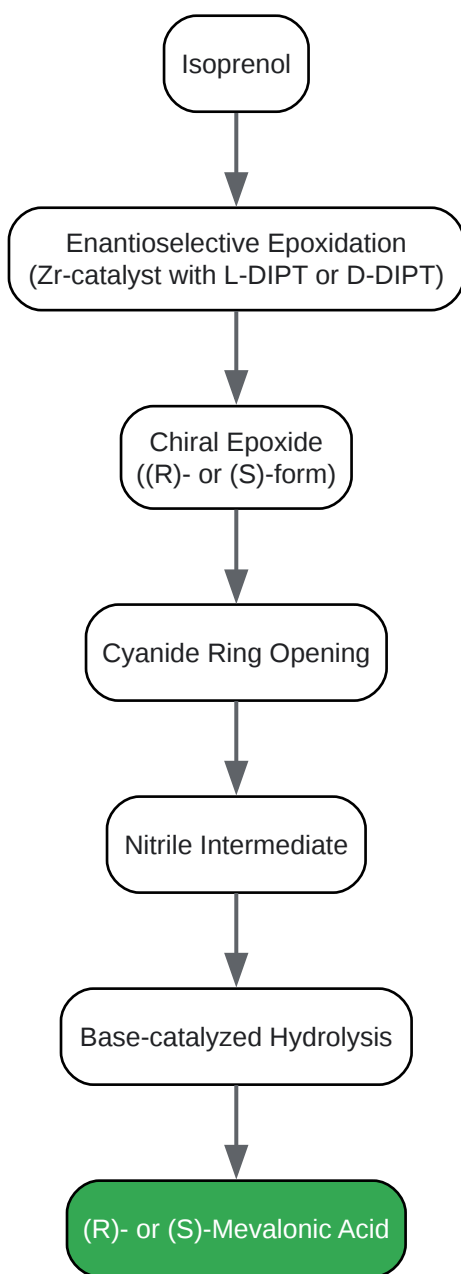 Isoprenol
Enantioselective Epoxidation
(Zr-catalyst with L-DIPT or D-DIPT)
Chiral Epoxide
((R)- or (S)-form)
Cyanide Ring Opening
Nitrile Intermediate
Base-catalyzed Hydrolysis
(R)- or (S)-Mevalonic Acid